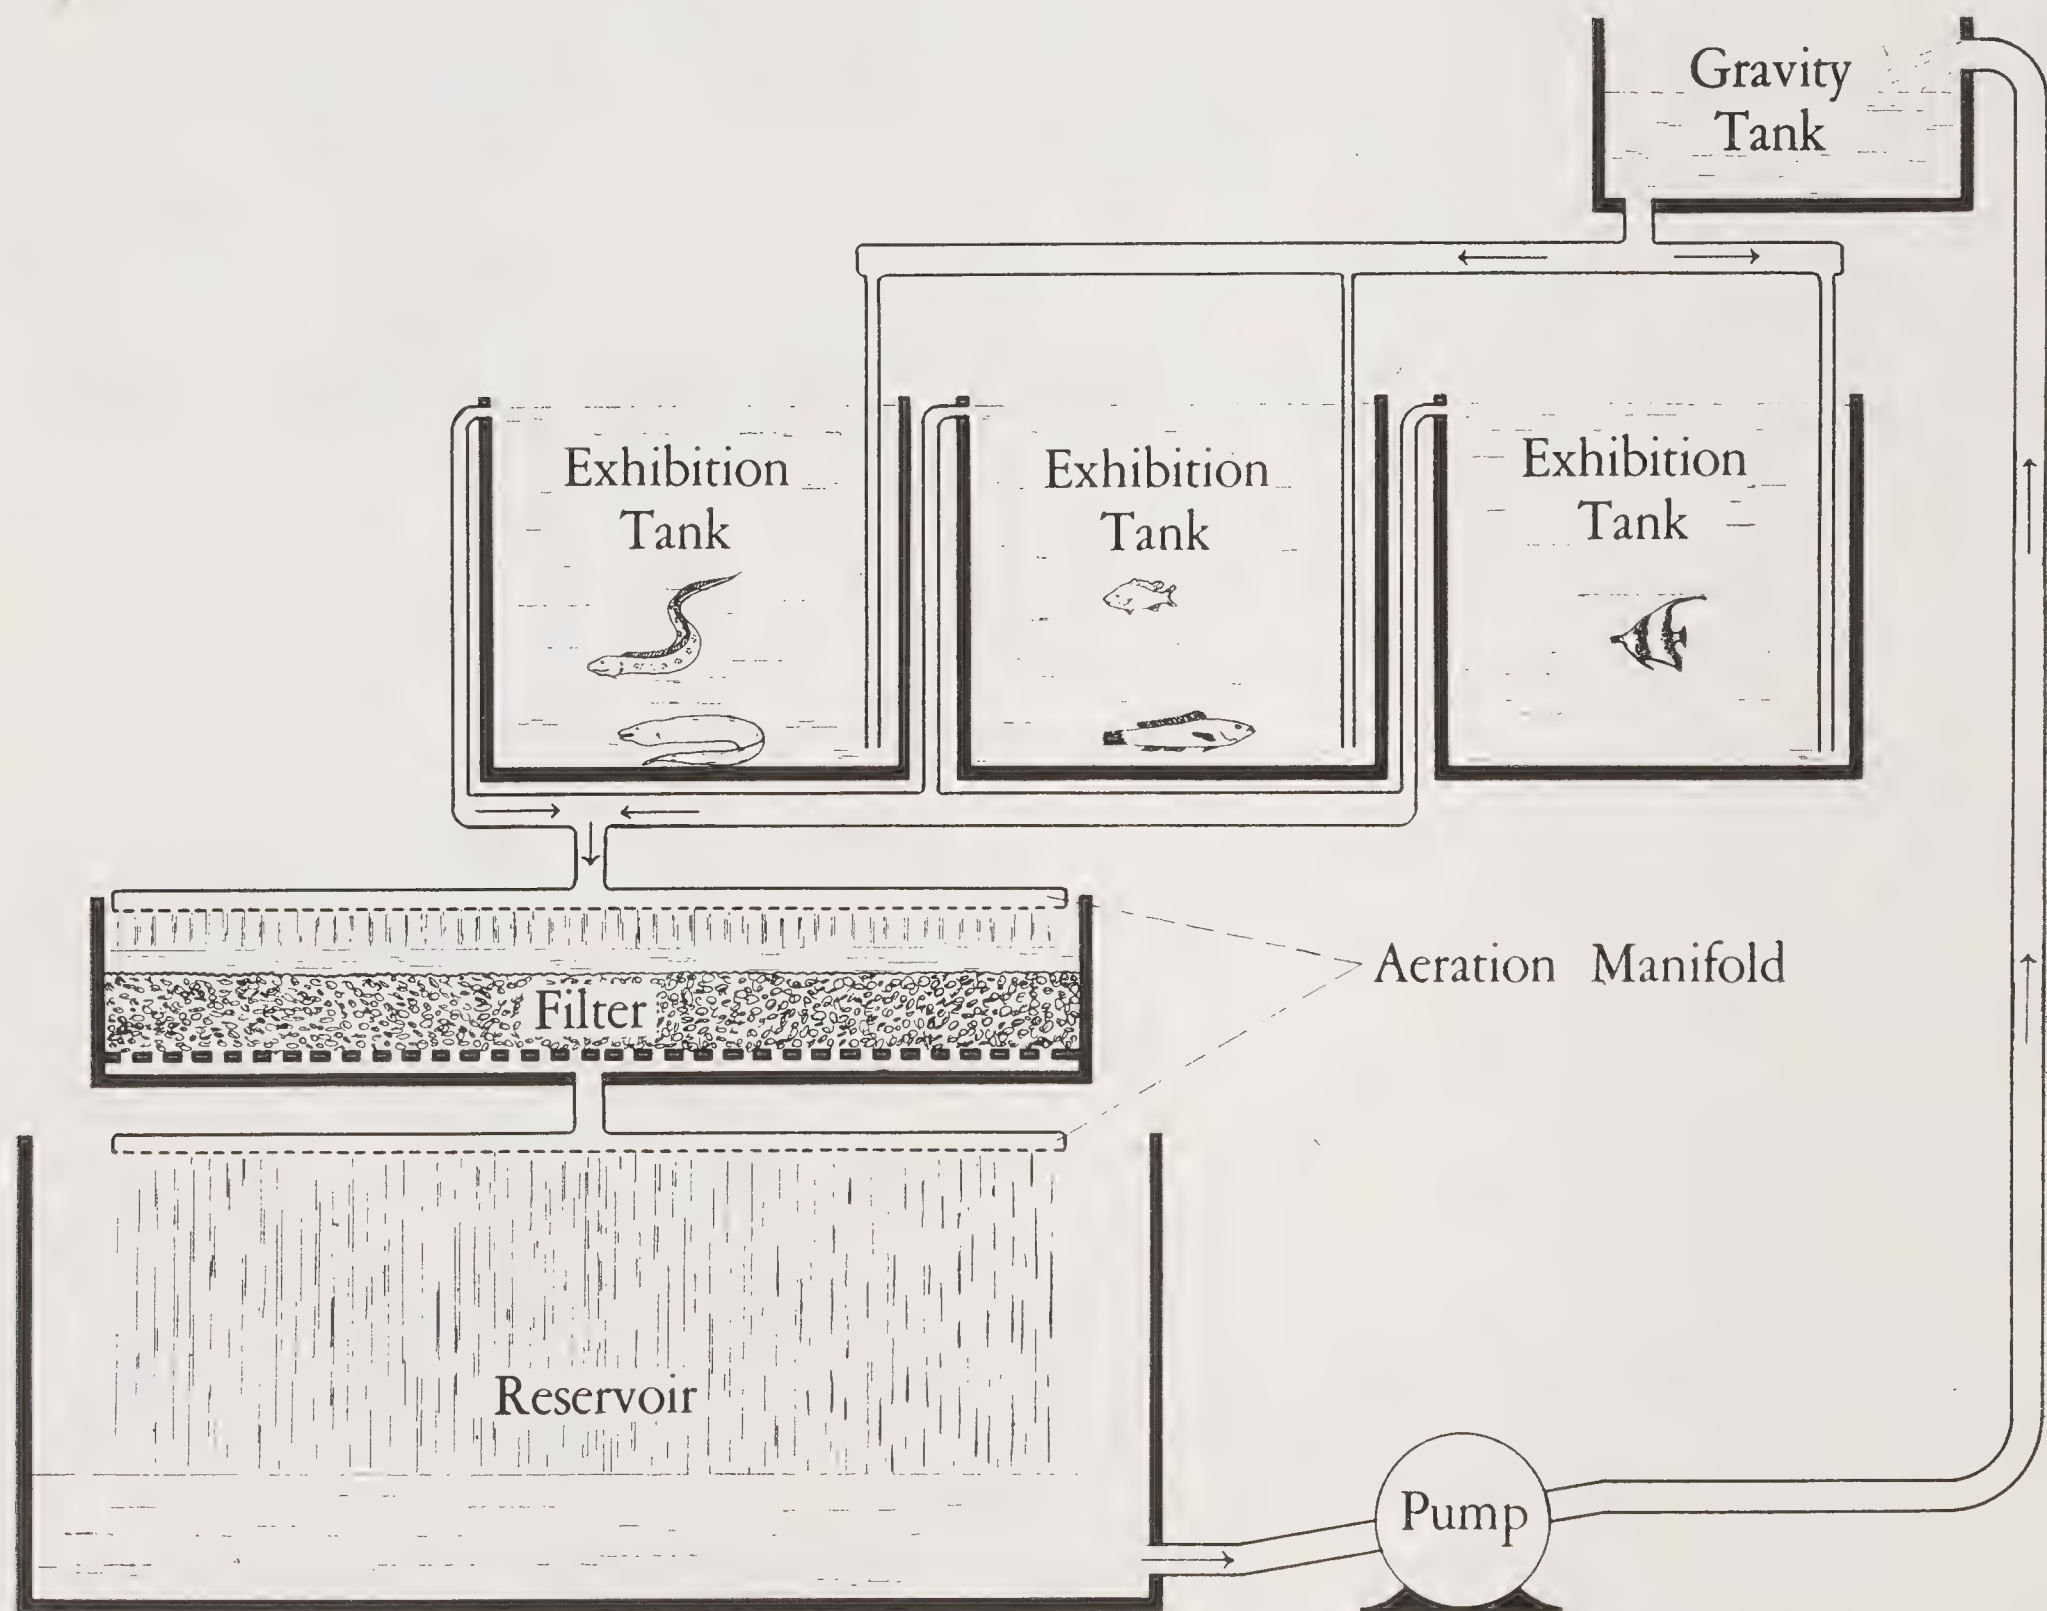 Gravity
Tank
Exhibition
Tank
Exhibition
Tank
Exhibition
Tank
Filter
Aeration Manifold
Reservoir
Pump